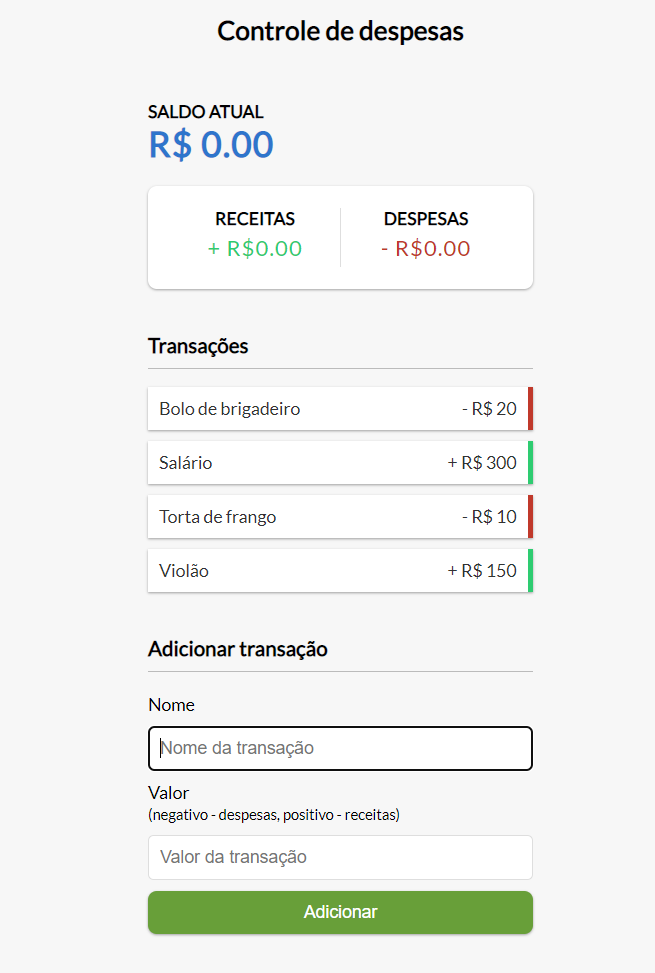 Controle de despesas
SALDO ATUAL
R$ 0.00
RECEITAS DESPESAS
+ R$0.00 - R$0.00
Transações
Bolo de brigadeiro - R$ 20
Salário + R$ 300
Torta de frango - R$ 10
Violão + R$ 150
Adicionar transação
Nome
Nome da transação
Valor
(negativo - despesas, positivo - receitas)
Valor da transação
Adicionar